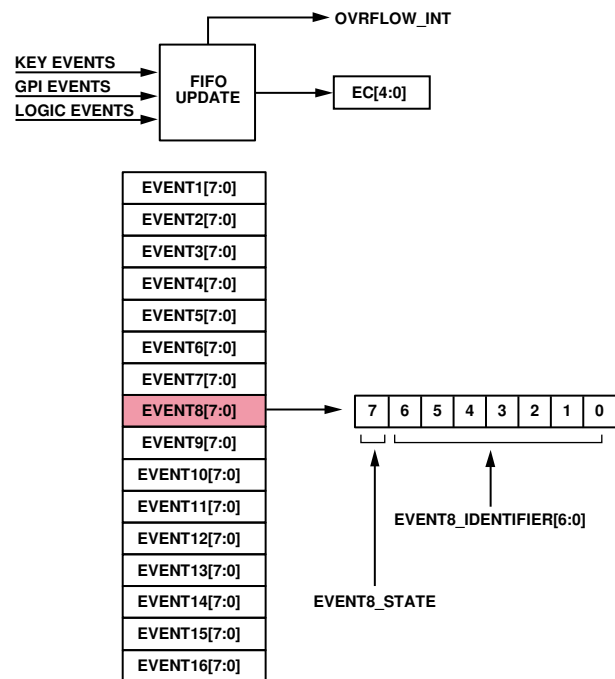 OVRFLOW_INT
KEY EVENTS
GPI EVENTS
LOGIC EVENTS
FIFO
UPDATE
EC[4:0]
EVENT1[7:0]
EVENT2[7:0]
EVENT3[7:0]
EVENT4[7:0]
EVENT5[7:0]
EVENT6[7:0]
EVENT7[7:0]
EVENT8[7:0]
7 6 5 4 3 2 1 0
EVENT9[7:0]
EVENT10[7:0]
EVENT11[7:0]
EVENT12[7:0]
EVENT13[7:0]
EVENT14[7:0]
EVENT15[7:0]
EVENT16[7:0]
EVENT8_IDENTIFIER[6:0]
EVENT8_STATE